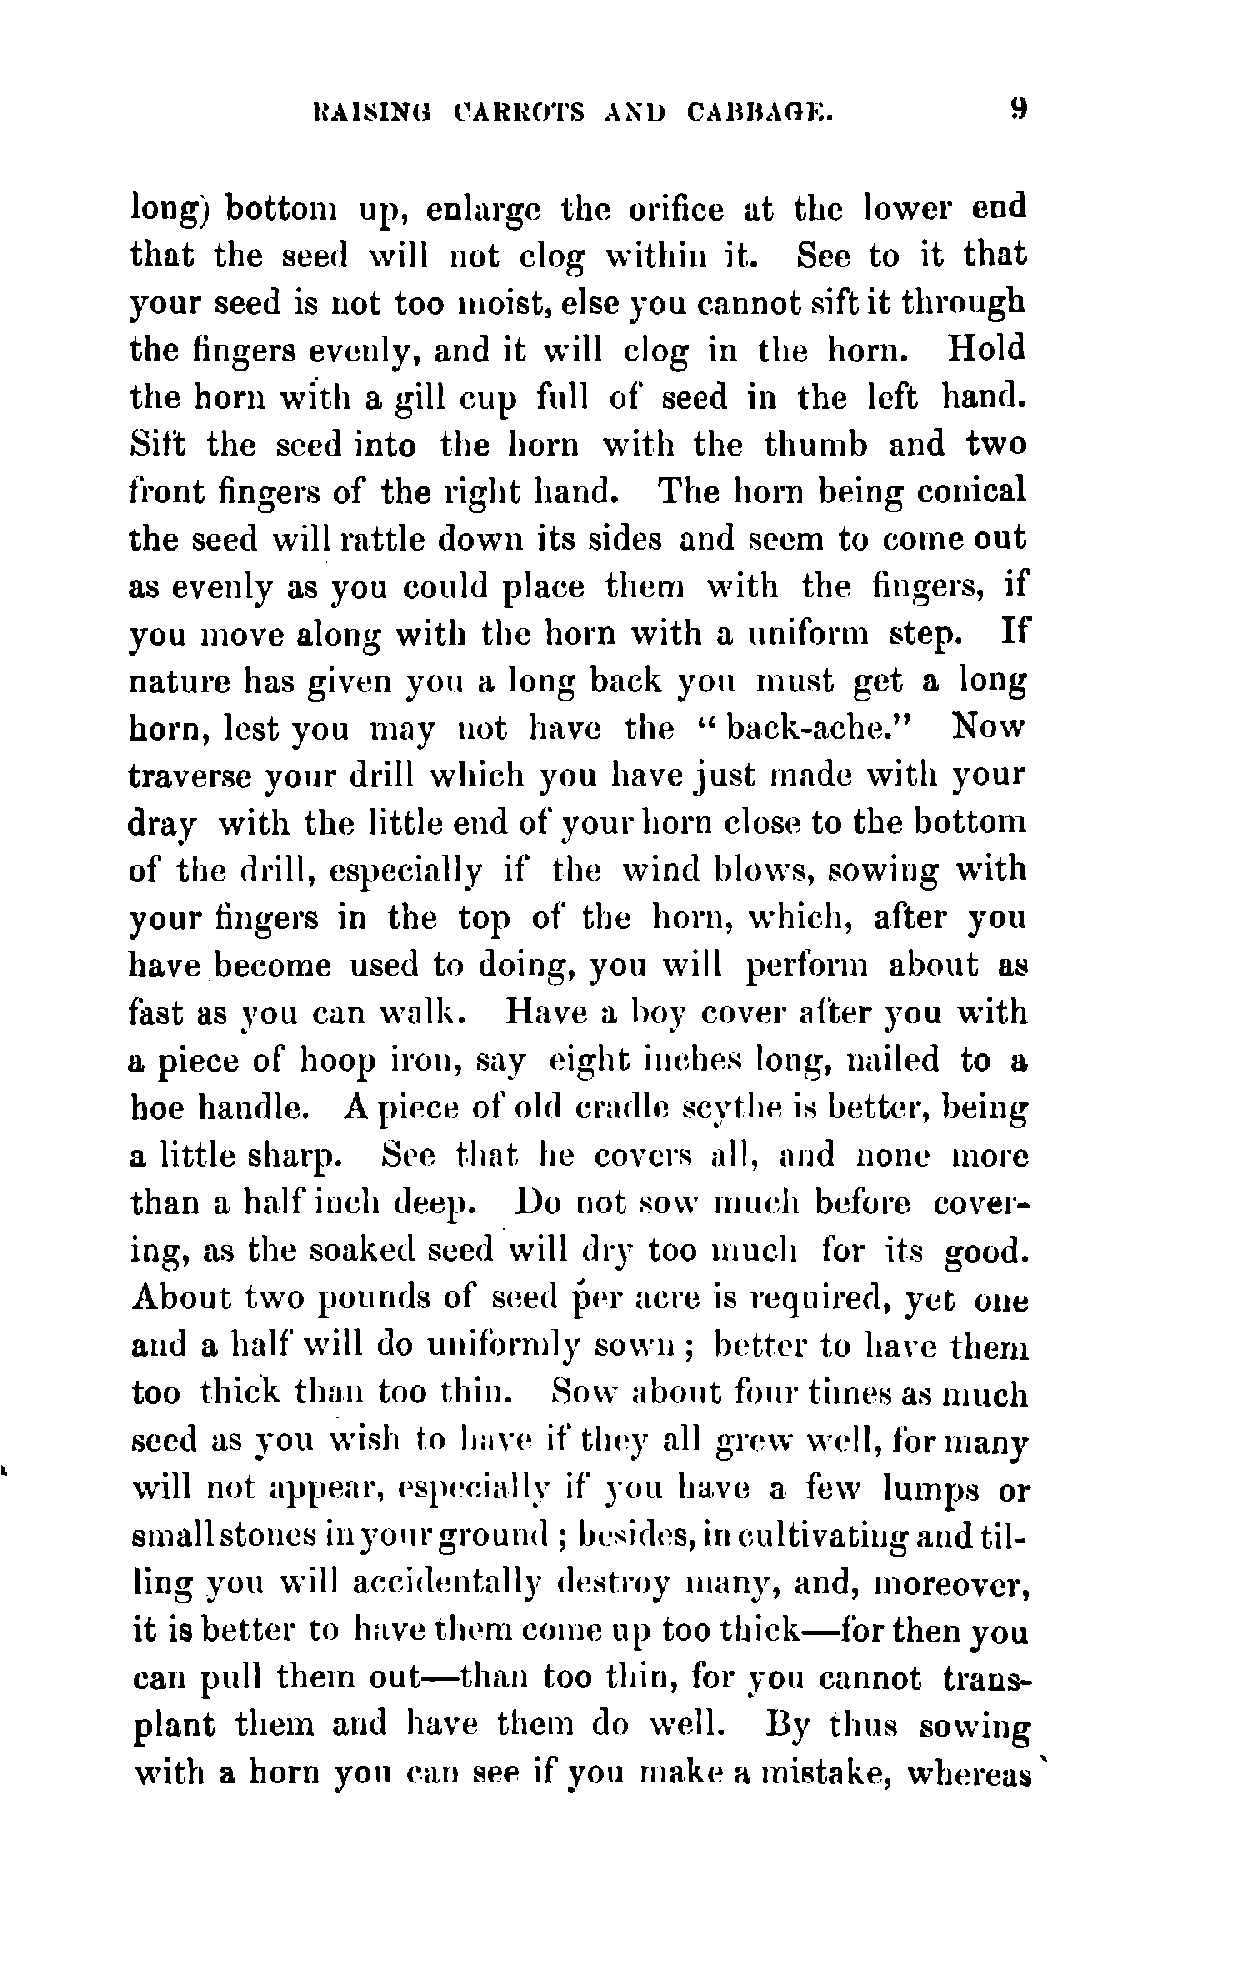 RAISING CARROTS AND CABBAGE. 9
long) bottom up, enlarge the orifice at the lower end
that the seed will not clog within it. See to it that
your seed is not too moist, else you cannot sift it through
the fingers evenly, and it will clog in the horn. Hold
the horn with a gill cup full of seed in the left hand.
Sift the seed into the horn with the thumb and two
front fingers of the right hand. The horn being conical
the seed will rattle down its sides and seem to come out
as evenly as you could place them with the fingers, if
you move along with the horn with a uniform step. If
nature has given you a long back you must get a long
horn, lest you may not have the “ back-ache.” Now
traverse your drill which you have just made with your
dray with the little end of your horn close to the bottom
of the drill, especially if the wind blows, sowing with
your fingers in the top of the horn, which, after you
have become used to doing, you will perform about as
fast as you can walk. Have a boy cover after you with
a piece of hoop iron, say eight inches long, nailed to a
hoe handle. A piece of old cradle scythe is better, being
a little sharp. See that he covers all, and none more
than a half inch deep. Do not sow much before cover-
ing, as the soaked seed will dry too much for its good.
About two pounds of seed per acre is required, yet one
and a half will do uniformly sown ; better to have them
too thick than too thin. Sow about four times as much
seed as you wish to have if they all grew well, for many
will not appear, especially if you have a few lumps or
small stones in your ground ; besides, in cultivating and til-
ling you will accidentally destroy many, and, moreover,
it is better to have them come up too thick—for then you
can pull them out—than too thin, for you cannot trans-
plant them and have them do well. By thus sowing
with a horn you can see if you make a mistake, whereas